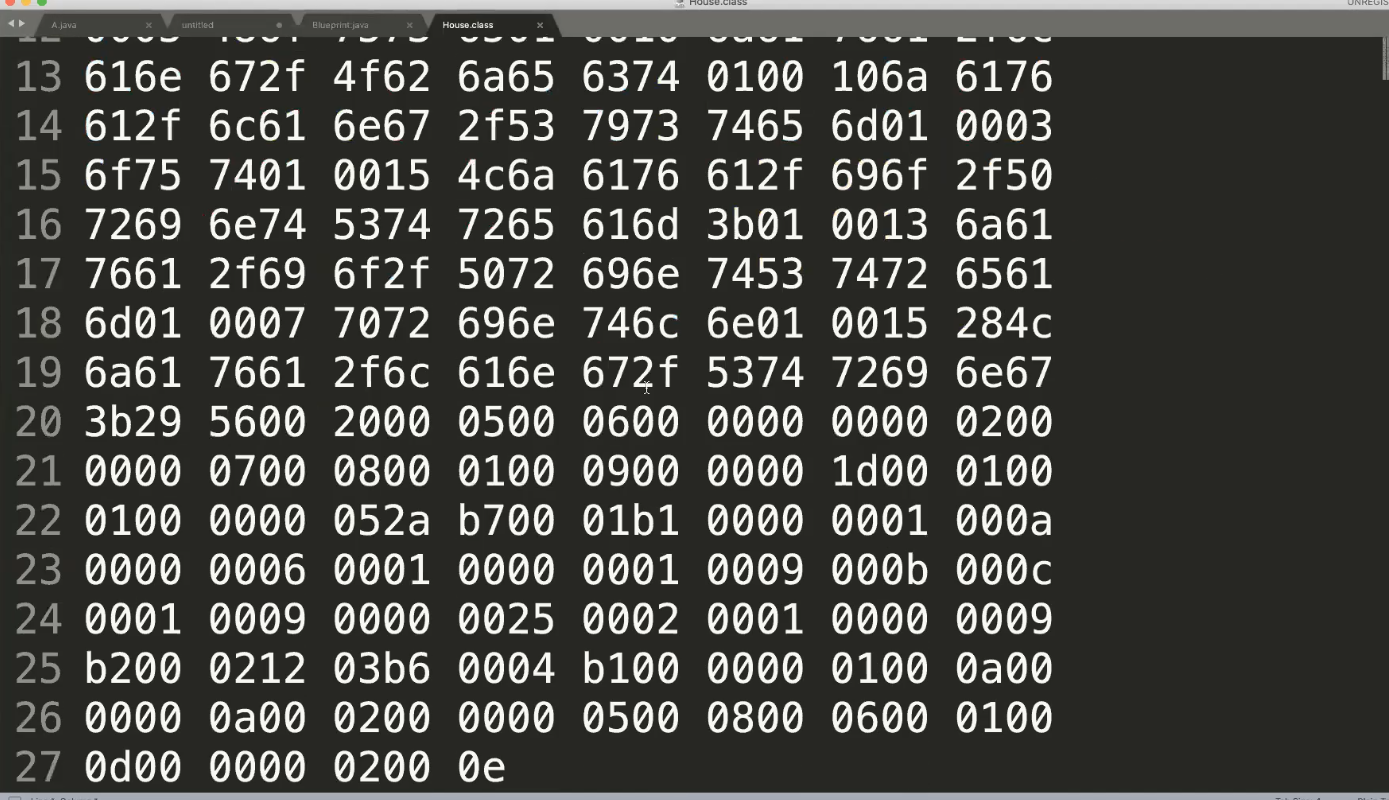 House.class
UNREGIS
A.java
untitled
Blueprint.java
House.class
13 616e 672f 4f62 6a65 6374 0100 106a 6176
14 612f 6c61 6e67 2f53 7973 7465 6d01 0003
15 6f75 7401 0015 4c6a 6176 612f 696f 2f50
16 7269 6e74 5374 7265 616d 3b01 0013 6a61
17 7661 2f69 6f2f 5072 696e 7453 7472 6561
18 6d01 0007 7072 696e 746c 6e01 0015 284c
19 6a61 7661 2f6c 616e 672f 5374 7269 6e67
20 3b29 5600 2000 0500 0600 0000 0000 0200
21 0000 0700 0800 0100 0900 0000 1d00 0100
22 0100 0000 052a b700 01b1 0000 0001 000a
23 0000 0006 0001 0000 0001 0009 000b 000c
24 0001 0009 0000 0025 0002 0001 0000 0009
25 b200 0212 03b6 0004 b100 0000 0100 0a00
26 0000 0a00 0200 0000 0500 0800 0600 0100
27 0d00 0000 0200 0e